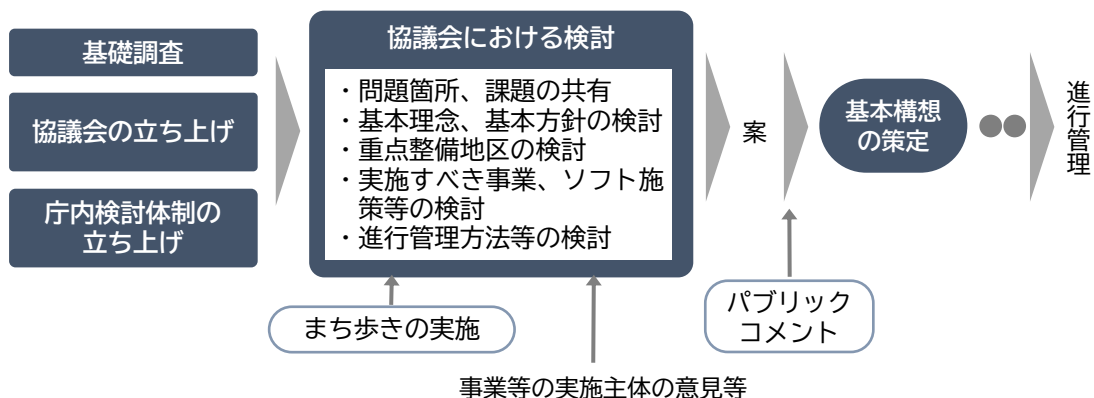 基礎調査
協議会の立ち上げ
庁内検討体制の
立ち上げ
協議会における検討
・問題箇所、課題の共有
・基本理念、基本方針の検討
・重点整備地区の検討
・実施すべき事業、ソフト施
策等の検討
・進行管理方法等の検討
まち歩きの実施
事業等の実施主体の意見等
案
パブリック
コメント
基本構想
の策定
進行管理